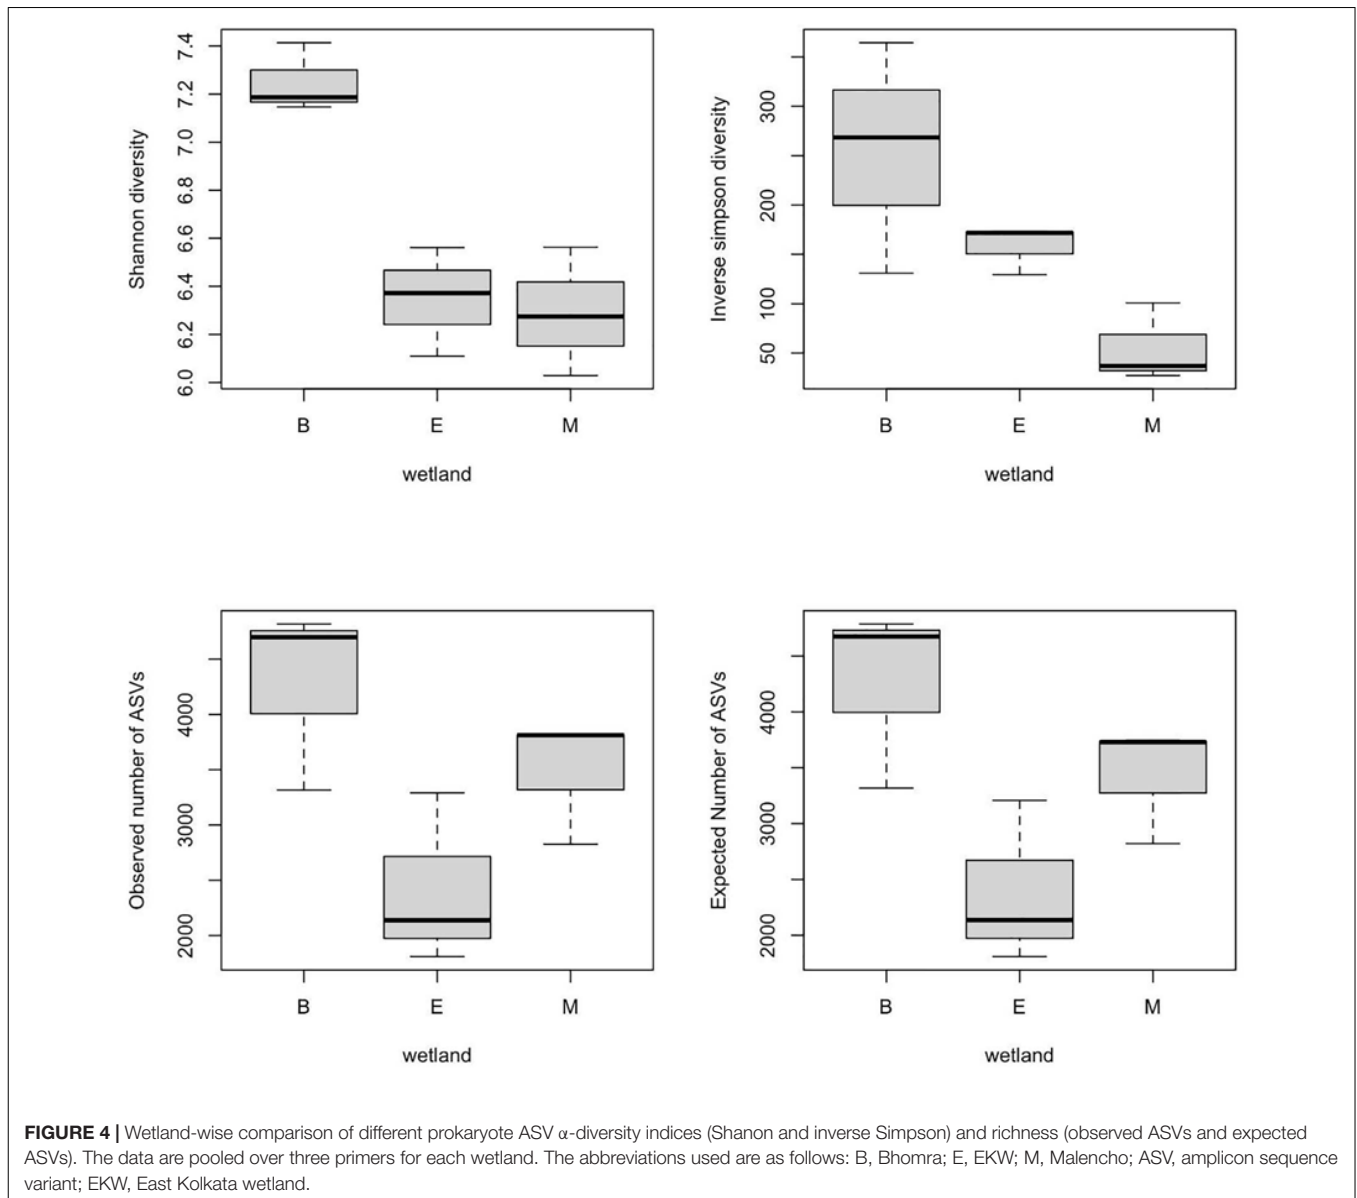 Shannon diversity
7.4
7.2
7.0
6.8
6.6
6.4
6.2
6.0
B E M
wetland
Inverse simpson diversity
300
200
100
50
B E M
wetland
Observed number of ASVs
4000
3000
2000
B E M
wetland
Expected Number of ASVs
4000
3000
2000
B E M
wetland
FIGURE 4 | Wetland-wise comparison of different prokaryote ASV α-diversity indices (Shanon and inverse Simpson) and richness (observed ASVs and expected
ASVs). The data are pooled over three primers for each wetland. The abbreviations used are as follows: B, Bhomra; E, EKW; M, Malencho; ASV, amplicon sequence
variant; EKW, East Kolkata wetland.